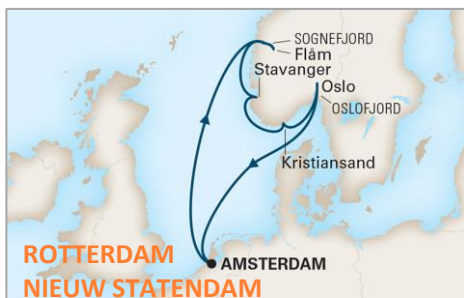 SOGNEFJORD
Flåm
Stavanger
Oslo
OSLOFJORD
Kristiansand
AMSTERDAM
ROTTERDAM
NIEUW STATENDAM